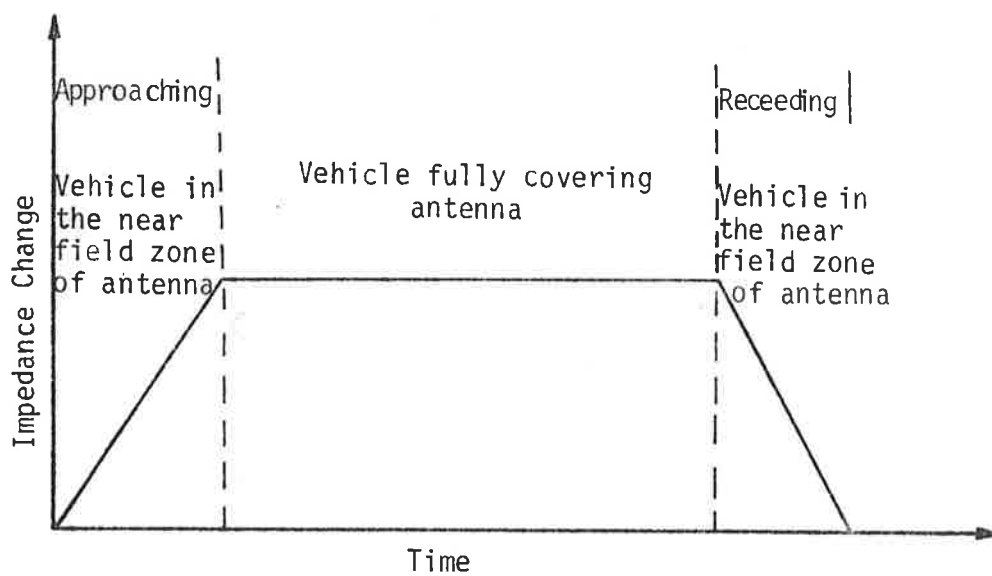 Approaching
Receeding
Vehicle in
the near
field zone
of antenna
Vehicle fully covering
antenna
Vehicle in
the near
field zone
of antenna
Impedance Change
Time